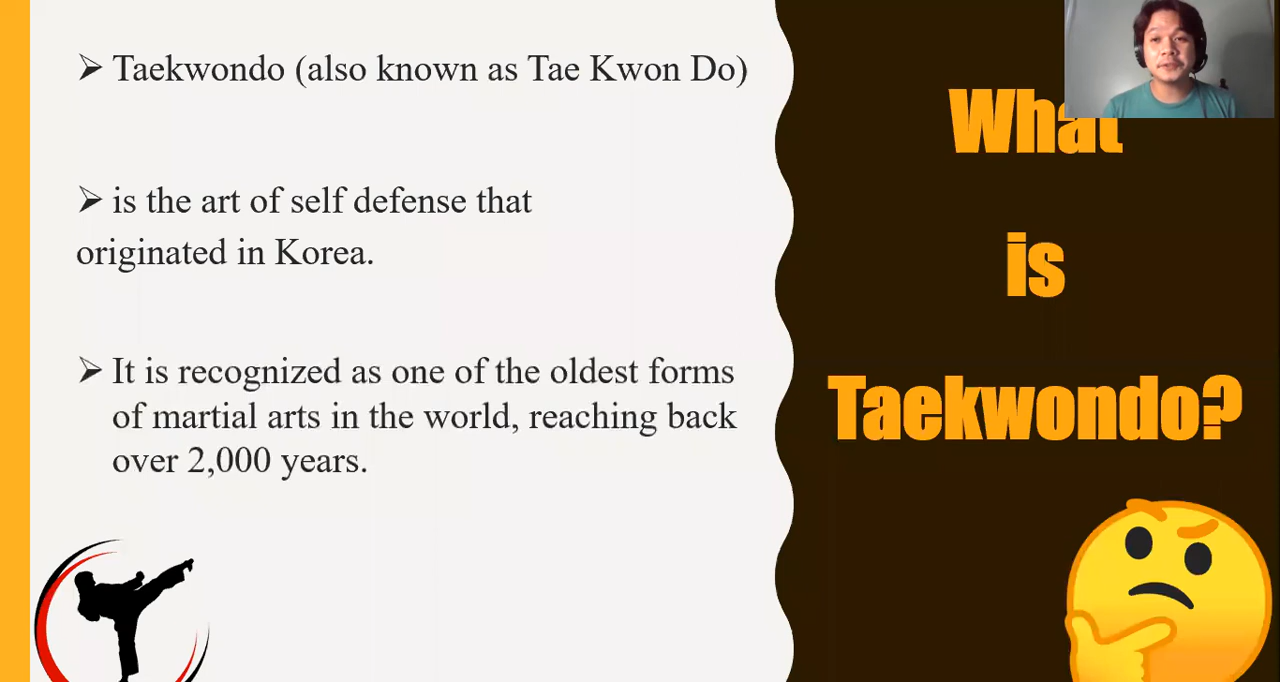 ➢ Taekwondo (also known as Tae Kwon Do)
➢ is the art of self defense that
originated in Korea.
➢ It is recognized as one of the oldest forms
of martial arts in the world, reaching back
over 2,000 years.
What
is
Taekwondo?